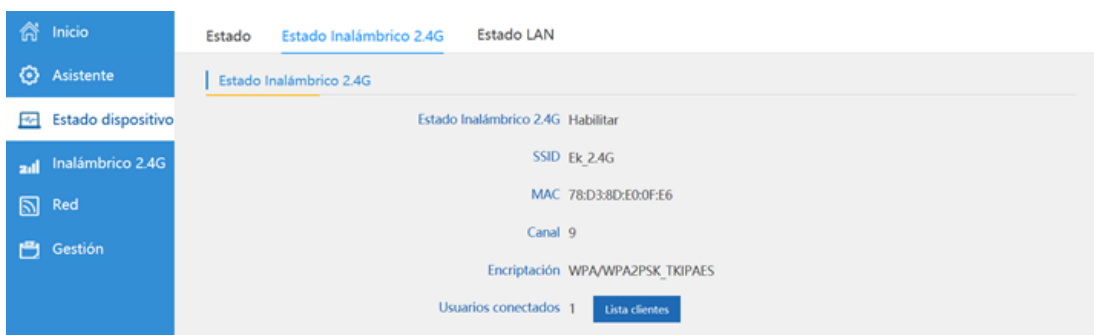 Inicio
Asistente
Estado dispositivo
Inalámbrico 2.4G
Red
Gestión
Estado Estado Inalámbrico 2.4G Estado LAN
Estado Inalámbrico 2.4G
Estado Inalámbrico 2.4G Habilitar
SSID Ek_2.4G
MAC 78:D3:8D:E0:0F:E6
Canal 9
Encriptación WPA/WPA2PSK_TKIPAES
Usuarios conectados 1 Lista clientes